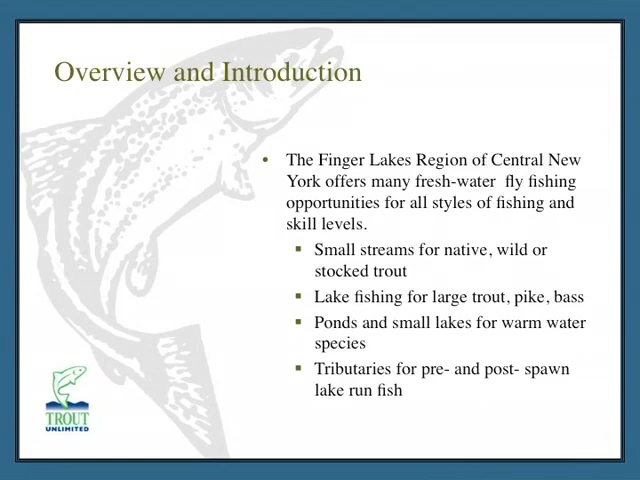 Overview and Introduction
• The Finger Lakes Region of Central New
York offers many fresh-water fly fishing
opportunities for all styles of fishing and
skill levels.
▪ Small streams for native, wild or
stocked trout
▪ Lake fishing for large trout, pike, bass
▪ Ponds and small lakes for warm water
species
▪ Tributaries for pre- and post- spawn
lake run fish
TROUT
UNLIMITED